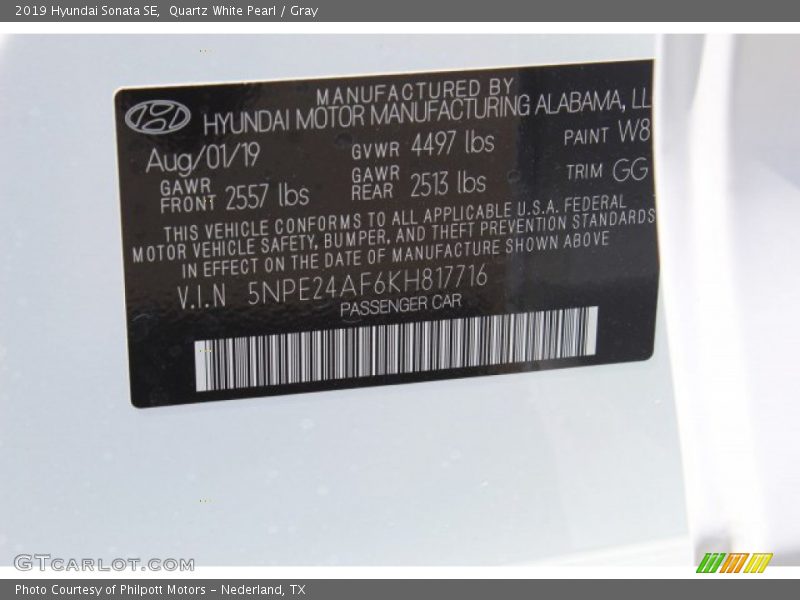 2019 Hyundai Sonata SE,  Quartz White Pearl / Gray
MANUFACTURED BY
HYUNDAI MOTOR MANUFACTURING ALABAMA, LL
Aug/01/19 GVWR 4497 lbs PAINT W8
GAWR FRONT 2557 lbs GAWR REAR 2513 lbs TRIM GG
THIS VEHICLE CONFORMS TO ALL APPLICABLE U.S.A. FEDERAL
MOTOR VEHICLE SAFETY, BUMPER, AND THEFT PREVENTION STANDARDS
IN EFFECT ON THE DATE OF MANUFACTURE SHOWN ABOVE
V.I.N 5NPE24AF6KH817716
PASSENGER CAR
GTCARLOT.COM
Photo Courtesy of Philpott Motors - Nederland, TX